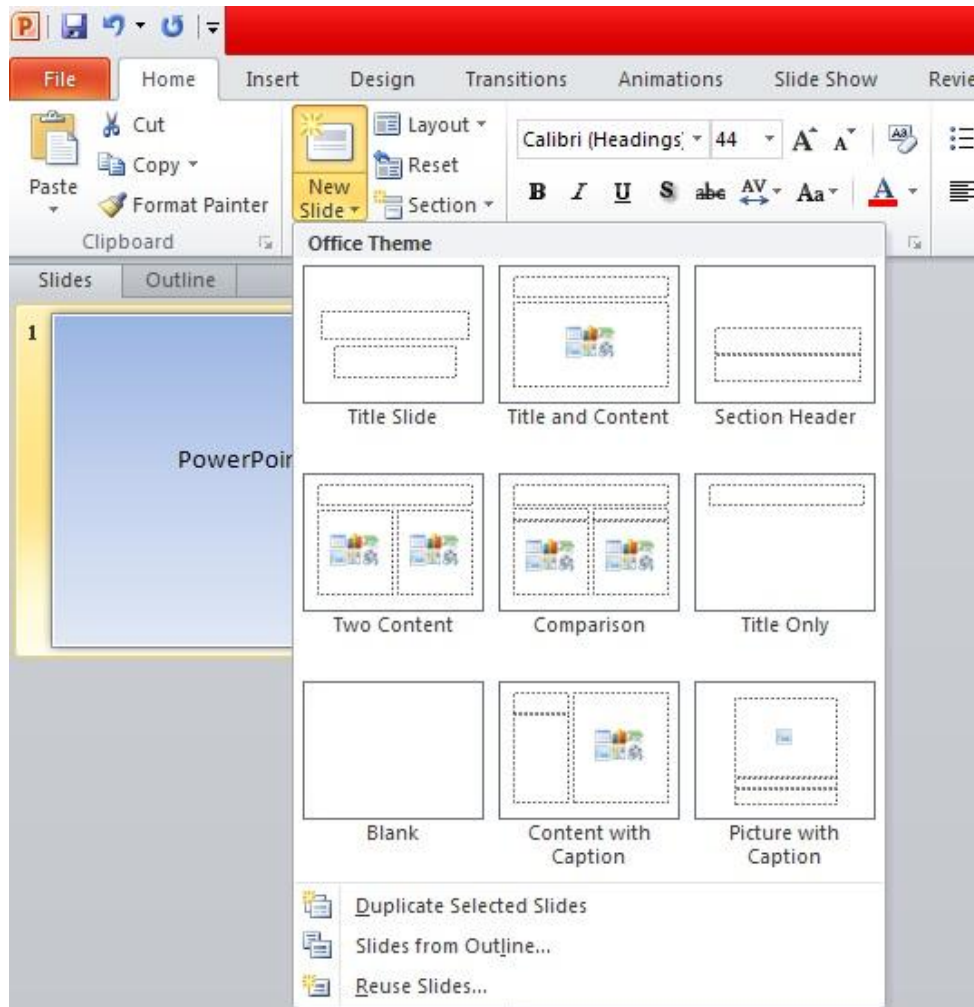 File Home Insert Design Transitions Animations Slide Show Revie
Cut
Copy
Format Painter
Paste
Clipboard
New
Slide
Layout
Reset
Section
Calibri (Headings 44 A A Aa
B I U S abc AV Aa A
Office Theme
Slides Outline
1
PowerPoin
Title Slide Title and Content Section Header
Two Content Comparison Title Only
Blank Content with Picture with
Caption Caption
Duplicate Selected Slides
Slides from Outline...
Reuse Slides...